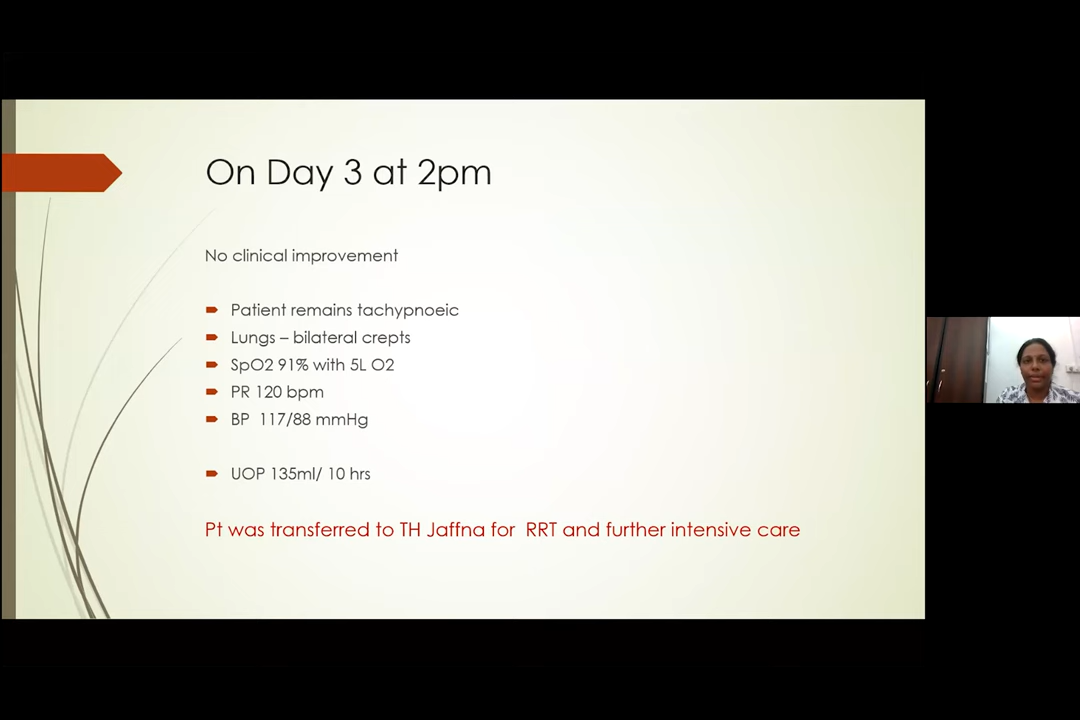 On Day 3 at 2pm
No clinical improvement
Patient remains tachypnoeic
Lungs – bilateral crepts
SpO2 91% with 5L O2
PR 120 bpm
BP 117/88 mmHg
UOP 135ml/ 10 hrs
Pt was transferred to TH Jaffna for RRT and further intensive care